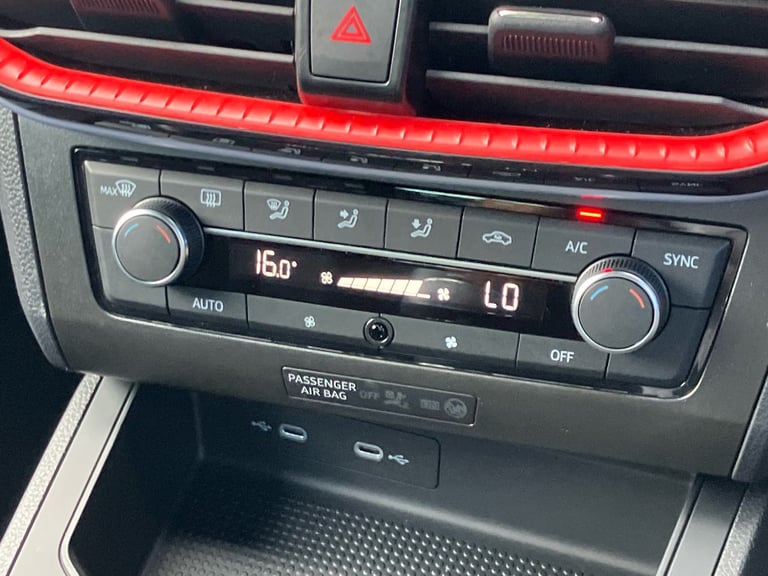 MAX
A/C
SYNC
16.0°
LO
AUTO
OFF
PASSENGER
AIR BAG
OFF